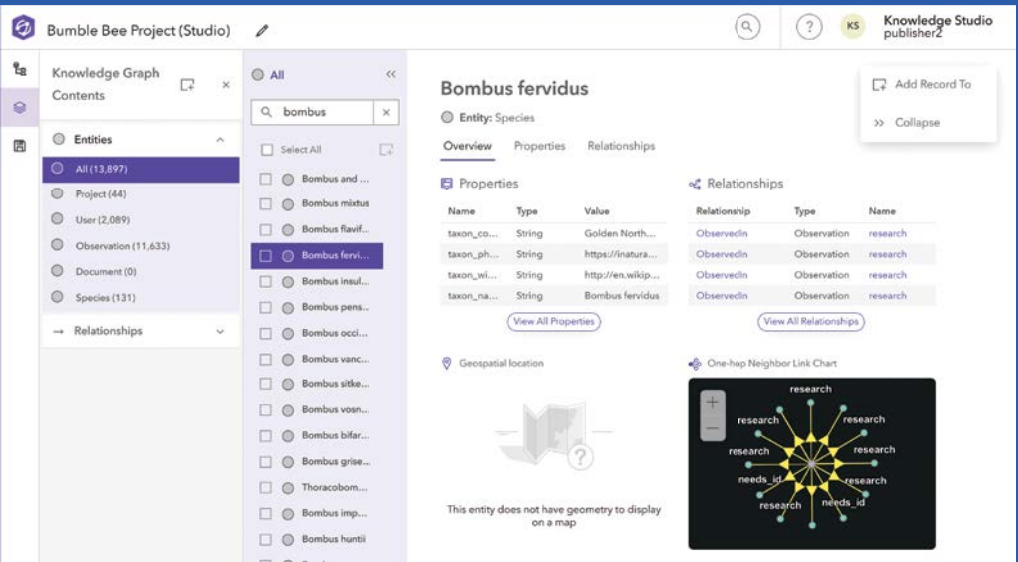 Bumble Bee Project (Studio)
KS
Knowledge Studio
publisher2
Knowledge Graph
Contents
Entities
All (13,897)
Project (44)
User (2,089)
Observation (11,633)
Document (0)
Species (131)
Relationships
All
bombus
Select All
Bombus and ...
Bombus mixtus
Bombus flavif...
Bombus fervi...
Bombus insul...
Bombus pens...
Bombus occi...
Bombus vanc...
Bombus sitke...
Bombus vosn...
Bombus bifar...
Bombus grise...
Thoracobom...
Bombus imp...
Bombus huntii
Bombus fervidus
Entity: Species
Add Record To
Collapse
Overview Properties Relationships
Properties
Name Type Value
taxon_co... String Golden North...
taxon_ph... String https://inatura...
taxon_wi... String http://en.wikip...
taxon_na... String Bombus fervidus
View All Properties
Relationships
Relationship Type Name
ObservedIn Observation research
ObservedIn Observation research
ObservedIn Observation research
ObservedIn Observation research
View All Relationships
Geospatial location
This entity does not have geometry to display
on a map
One-hop Neighbor Link Chart
research
research
research
research
research
needs_id
research
research
needs_id